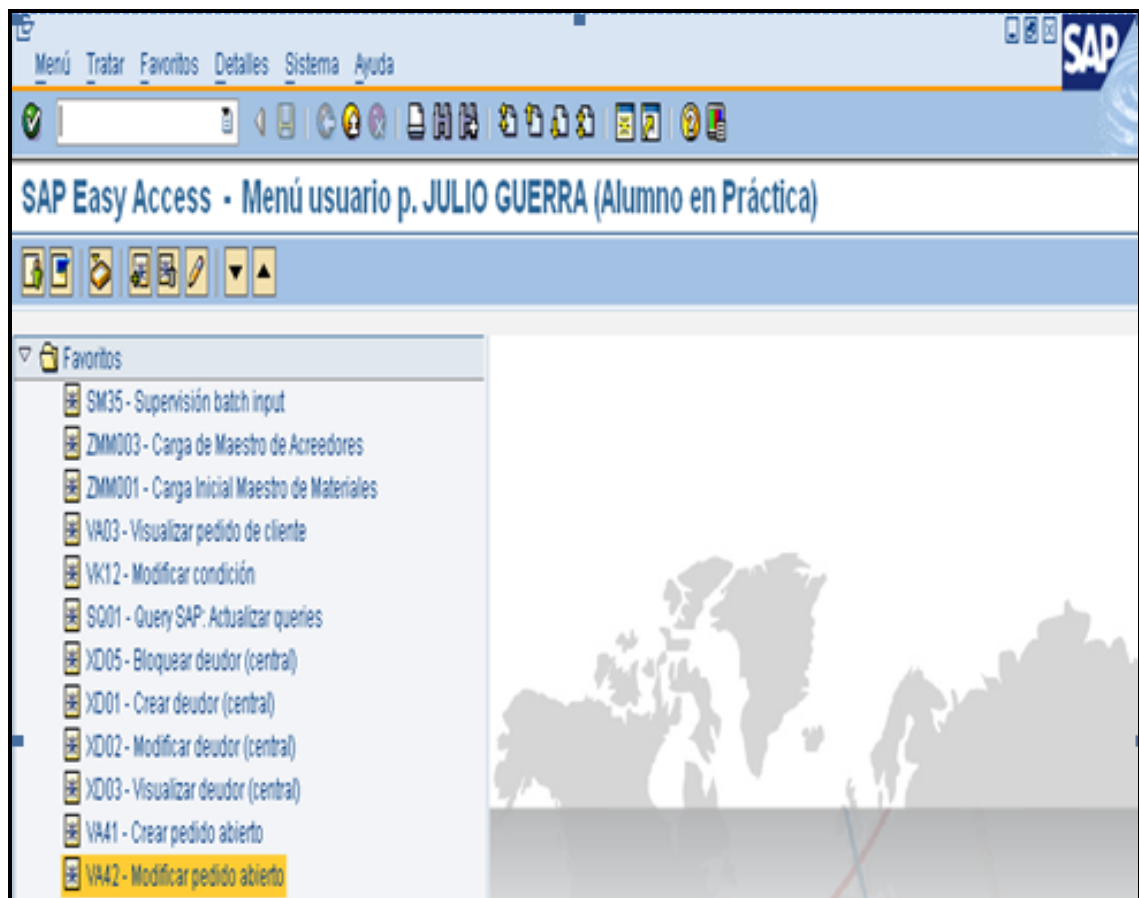 Menú Tratar Favoritos Detalles Sistema Ayuda
SAP
SAP Easy Access - Menú usuario p. JULIO GUERRA (Alumno en Práctica)
Favoritos
SM35 - Supervisión batch input
ZMM003 - Carga de Maestro de Acreedores
ZMM001 - Carga Inicial Maestro de Materiales
VA03 - Visualizar pedido de cliente
VK12 - Modificar condición
SQ01 - Query SAP: Actualizar queries
XD05 - Bloquear deudor (central)
XD01 - Crear deudor (central)
XD02 - Modificar deudor (central)
XD03 - Visualizar deudor (central)
VA41 - Crear pedido abierto
VA42 - Modificar pedido abierto